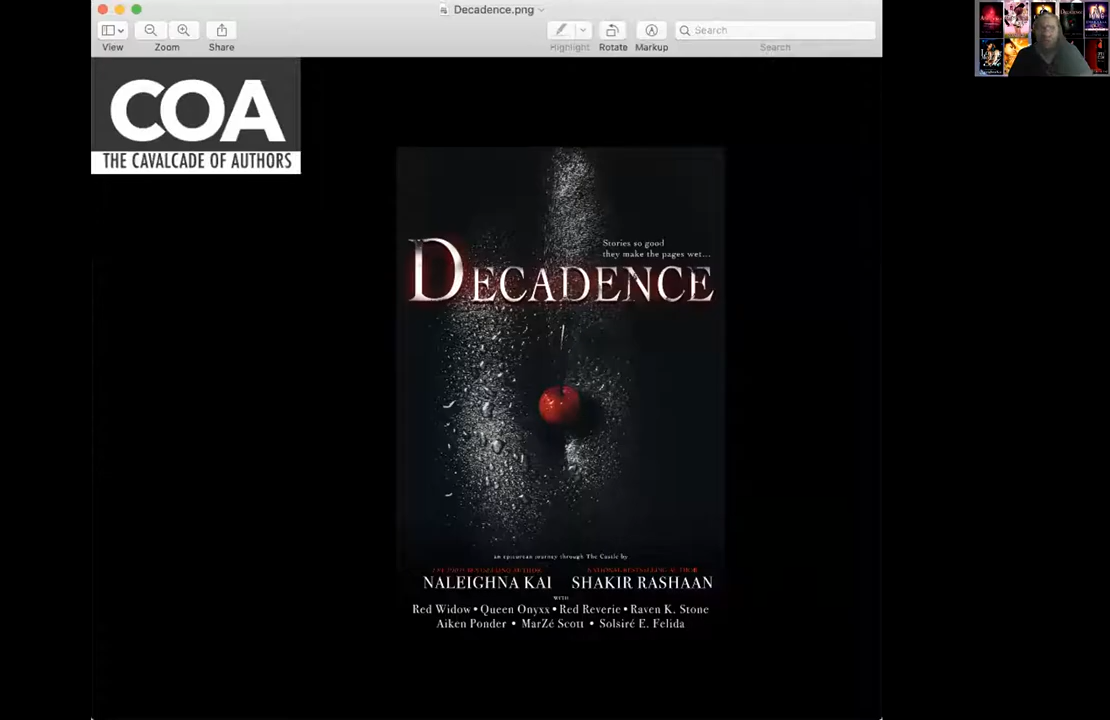 Decadence.png
View
Zoom
Share
Highlight
Rotate
Markup
Search
Search
COA
THE CAVALCADE OF AUTHORS
Stories so good
they make the pages wet...
DECADENCE
an epicurean journey through The Castle by
NALEIGHNA KAI SHAKIR RASHAAN
WITH
Red Widow • Queen Onyxx • Red Reverie • Raven K. Stone
Aiken Ponder • MarZé Scott • Solsiré E. Felida